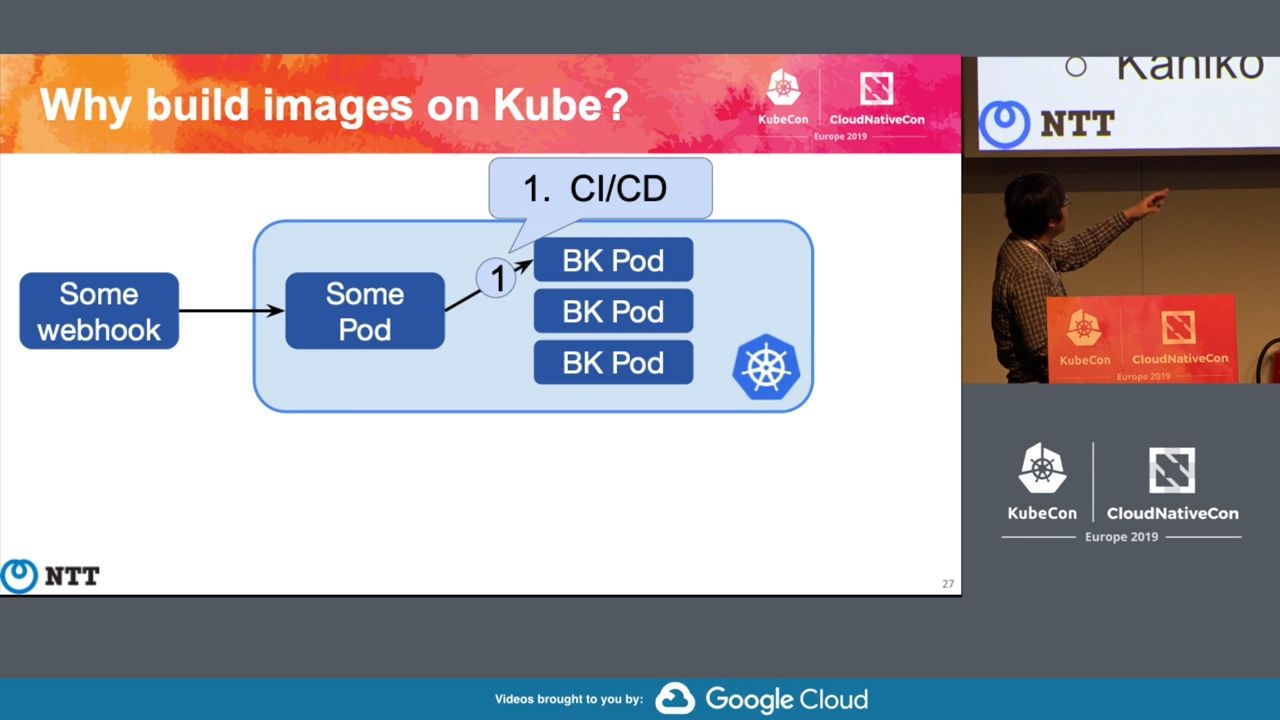 Why build images on Kube?
KubeCon
CloudNativeCon
Europe 2019
1. CI/CD
Some
webhook
Some
Pod
1
BK Pod
BK Pod
BK Pod
NTT
27
Kaniko
NTT
KubeCon
CloudNativeCon
Europe 2019
KubeCon
CloudNativeCon
Europe 2019
Videos brought to you by:
Google Cloud